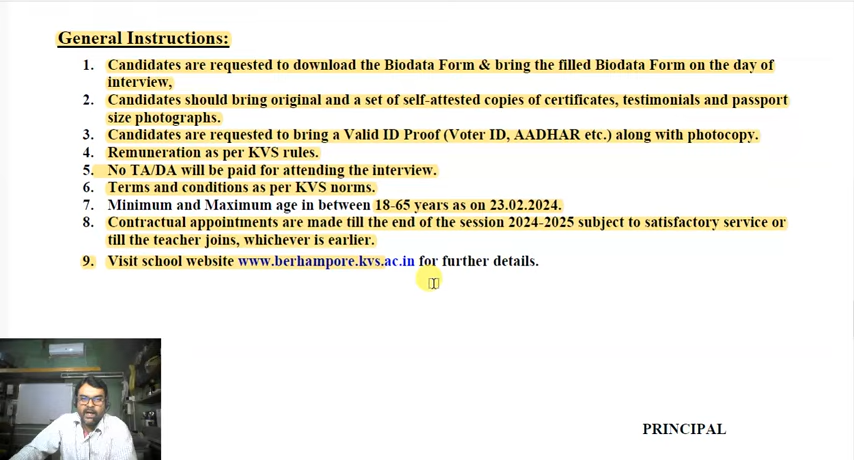 General Instructions:
1. Candidates are requested to download the Biodata Form & bring the filled Biodata Form on the day of
interview,
2. Candidates should bring original and a set of self-attested copies of certificates, testimonials and passport
size photographs.
3. Candidates are requested to bring a Valid ID Proof (Voter ID, AADHAR etc.) along with photocopy.
4. Remuneration as per KVS rules.
5. No TA/DA will be paid for attending the interview.
6. Terms and conditions as per KVS norms.
7. Minimum and Maximum age in between 18-65 years as on 23.02.2024.
8. Contractual appointments are made till the end of the session 2024-2025 subject to satisfactory service or
till the teacher joins, whichever is earlier.
9. Visit school website www.berhampore.kvs.ac.in for further details.
PRINCIPAL